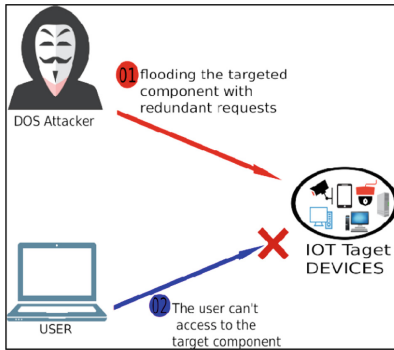 01 flooding the targeted
component with
redundant requests
DOS Attacker
IOT Taget
DEVICES
02 The user can't
access to the
target component
USER